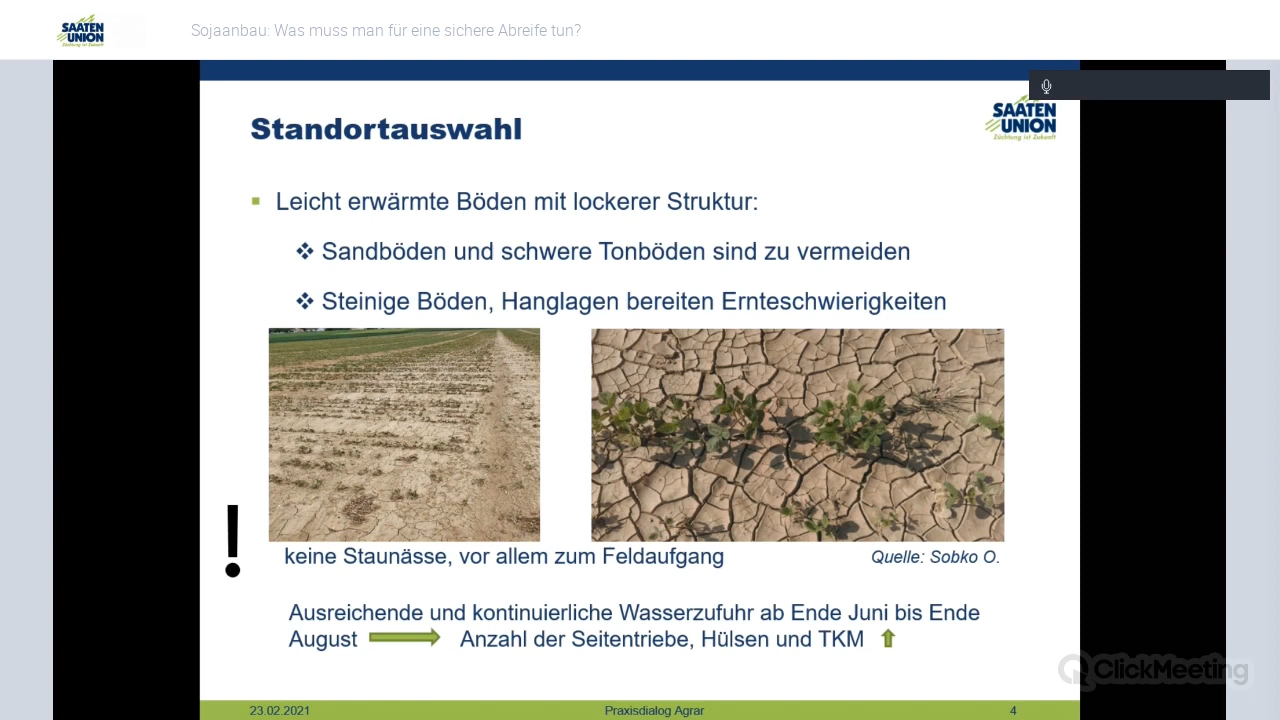 SAATEN
UNION
Züchtung ist Zukunft
Sojaanbau: Was muss man für eine sichere Abreife tun?
Standortauswahl
SAATEN
UNION
Züchtung ist Zukunft
Leicht erwärmte Böden mit lockerer Struktur:
Sandböden und schwere Tonböden sind zu vermeiden
Steinige Böden, Hanglagen bereiten Ernteschwierigkeiten
!
keine Staunässe, vor allem zum Feldaufgang
Quelle: Sobko O.
Ausreichende und kontinuierliche Wasserzufuhr ab Ende Juni bis Ende
August Anzahl der Seitentriebe, Hülsen und TKM
ClickMeeting
23.02.2021 Praxisdialog Agrar 4